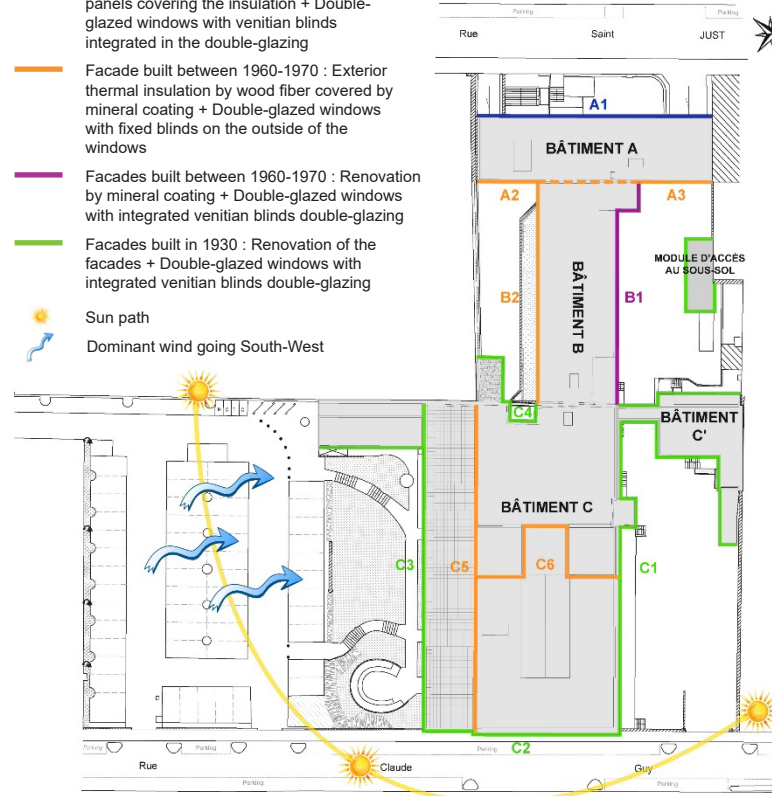 panels covering the insulation + Double-
glazed windows with venitian blinds
integrated in the double-glazing
Facade built between 1960-1970 : Exterior
thermal insulation by wood fiber covered by
mineral coating + Double-glazed windows
with fixed blinds on the outside of the
windows
Facades built between 1960-1970 : Renovation
by mineral coating + Double-glazed windows
with integrated venitian blinds double-glazing
Facades built in 1930 : Renovation of the
facades + Double-glazed windows with
integrated venitian blinds double-glazing
Sun path
Dominant wind going South-West
Parking
Parking
Rue Saint JUST
A1
BÂTIMENT A
A2
A3
MODULE D'ACCÈS
AU SOUS-SOL
B2
BÂTIMENT B
B1
C4
BÂTIMENT
C'
BÂTIMENT C
C3
C5
C6
C1
C2
Parking
Parking
Parking
Rue Claude Guy
Parking
Parking